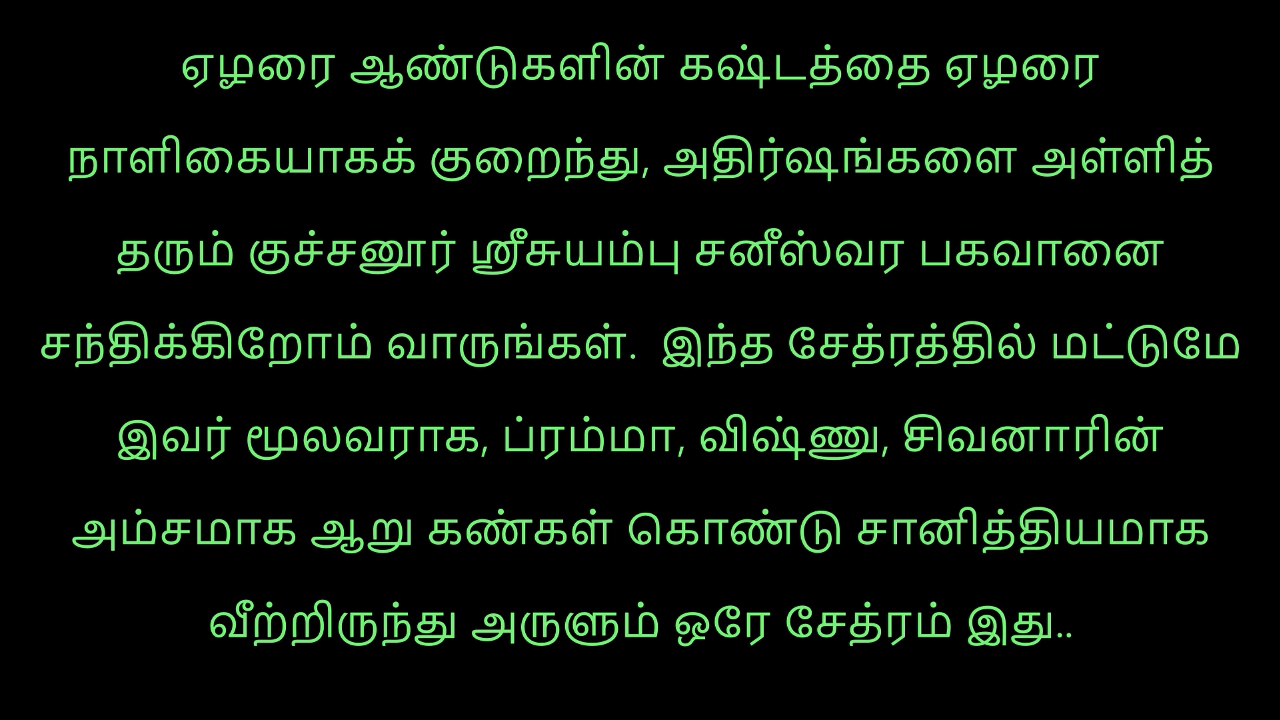 ஏழரை ஆண்டுகளின் கஷ்டத்தை ஏழரை
நாளிகையாகக் குறைந்து, அதிர்ஷங்களை அள்ளித்
தரும் குச்சனூர் ஸ்ரீசுயம்பு சனீஸ்வர பகவானை
சந்திக்கிறோம் வாருங்கள்.  இந்த சேத்ரத்தில் மட்டுமே
இவர் மூலவராக, ப்ரம்மா, விஷ்ணு, சிவனாரின்
அம்சமாக ஆறு கண்கள் கொண்டு சானித்தியமாக
வீற்றிருந்து அருளும் ஒரே சேத்ரம் இது..